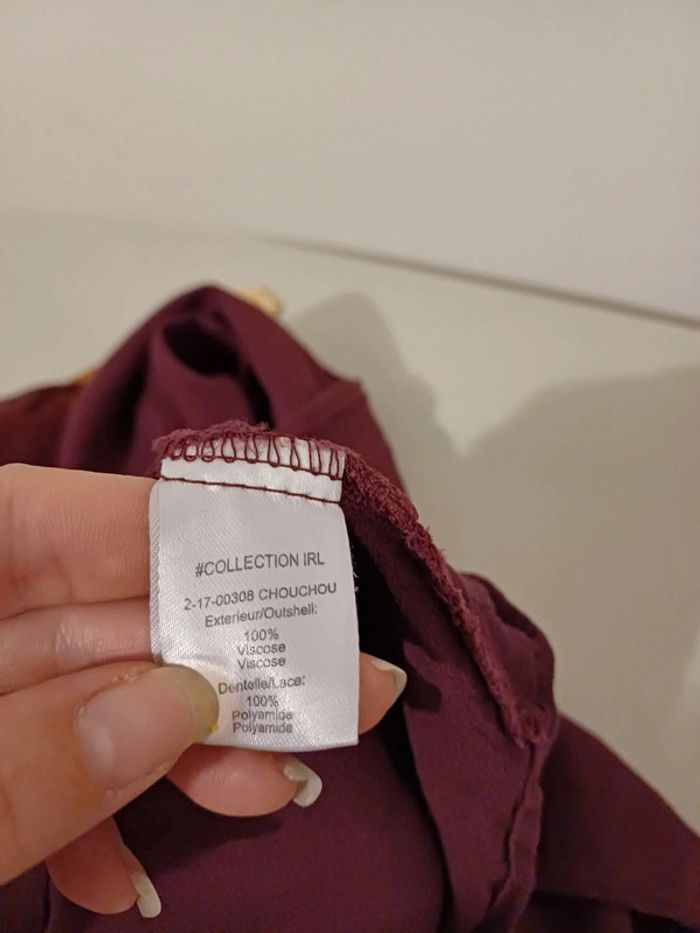 #COLLECTION IRL
2-17-00308 CHOUCHOU
Exterieur/Outshell:
100%
Viscose
Viscose
Dentelle/Lace:
100%
Polyamide
Polyamide